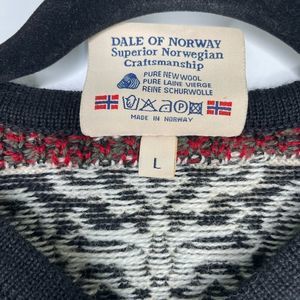 DALE OF NORWAY
Superior Norwegian
Craftsmanship
PURE NEW WOOL
PURE LAINE VIERGE
REINE SCHURWOLLE
MADE IN NORWAY
L